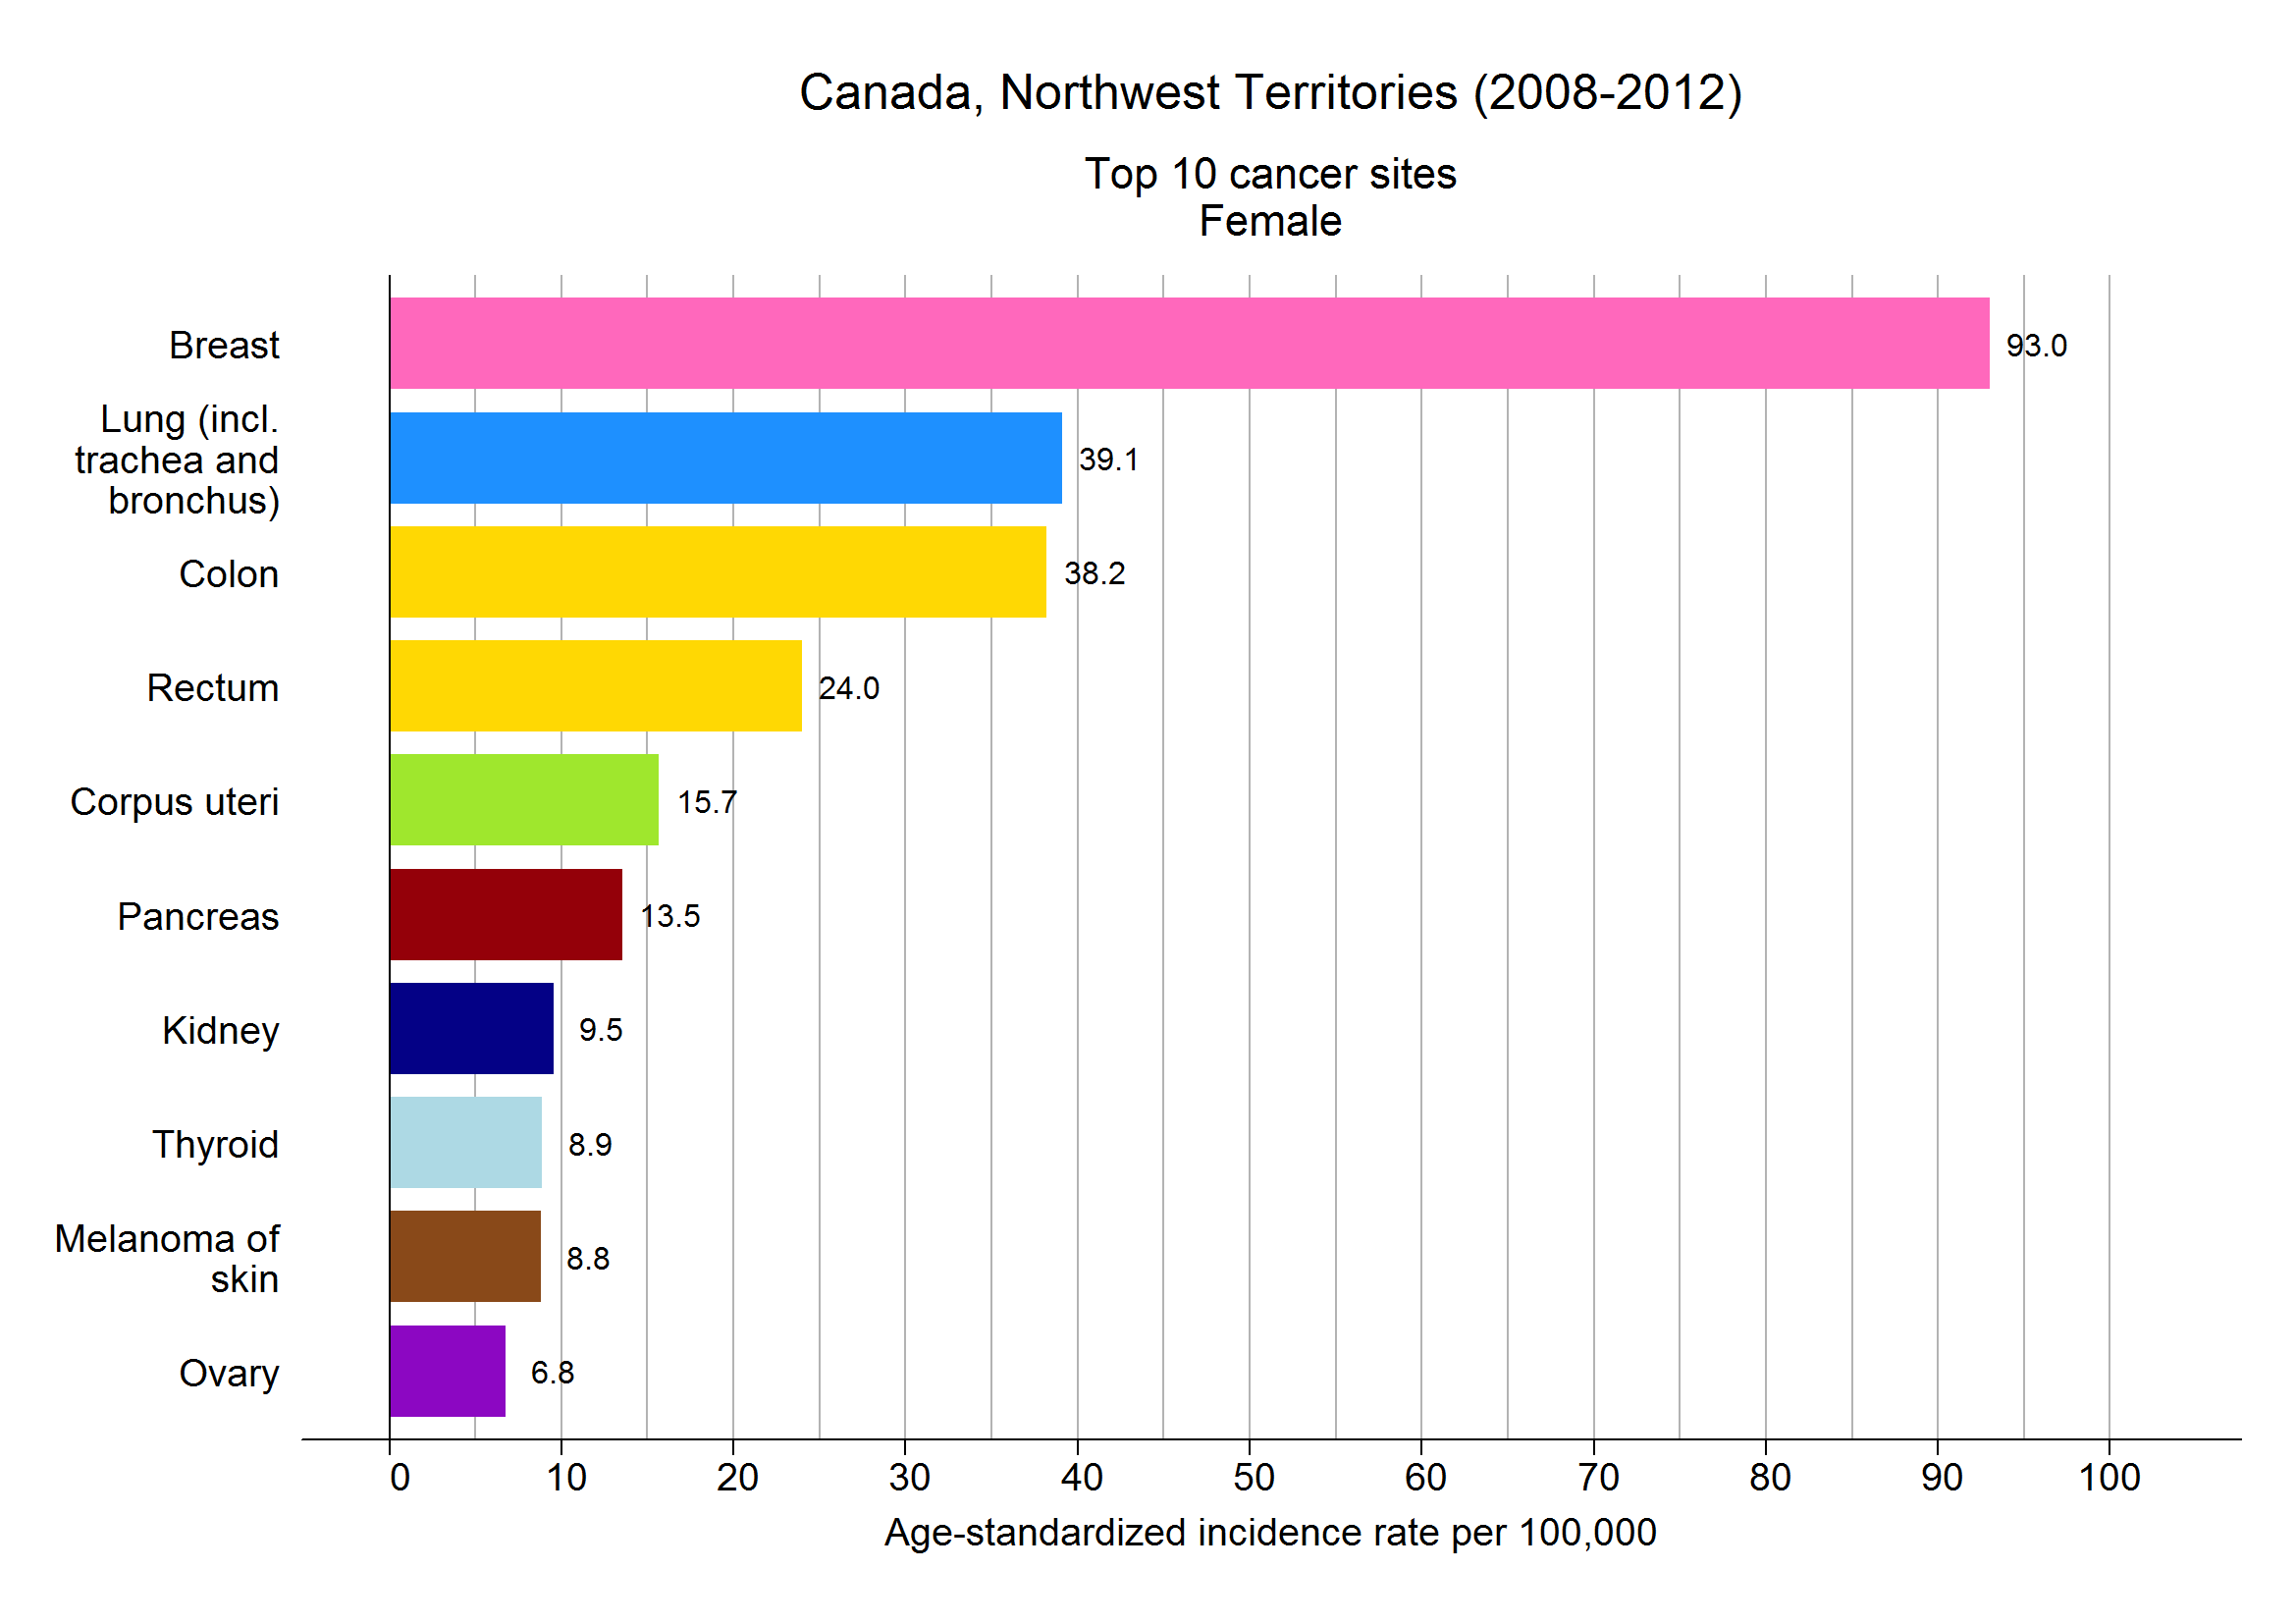 Canada, Northwest Territories (2008-2012)
Top 10 cancer sites
Female
Breast
93.0
Lung (incl.
trachea and
bronchus)
39.1
Colon
38.2
Rectum
24.0
Corpus uteri
15.7
Pancreas
13.5
Kidney
9.5
Thyroid
8.9
Melanoma of
skin
8.8
Ovary
6.8
0 10 20 30 40 50 60 70 80 90 100
Age-standardized incidence rate per 100,000